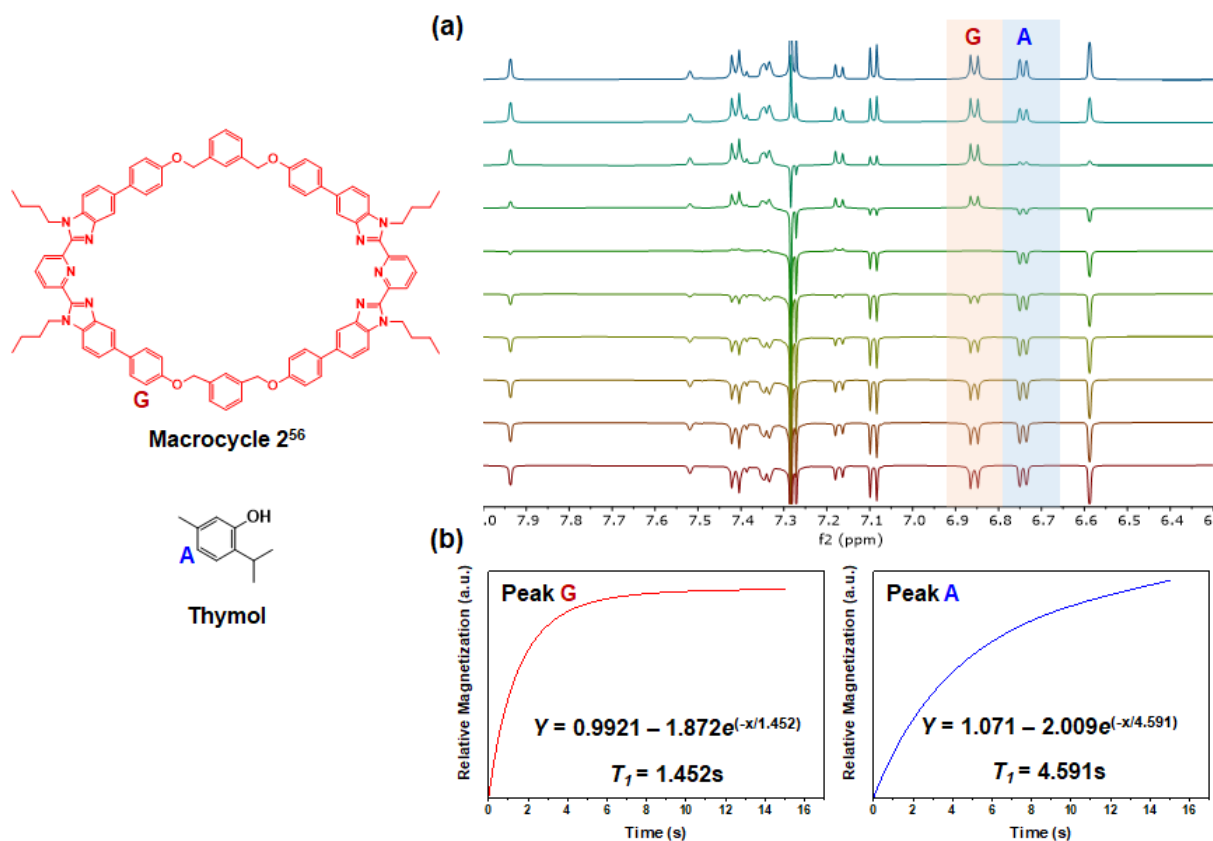 (a)
G A
.0 7.9 7.8 7.7 7.6 7.5 7.4 7.3 7.2 7.1 7.0 6.9 6.8 6.7 6.6 6.5 6.4 6.3
f2 (ppm)
O O
N N
N N
N N
N N
N N
O O
G
Macrocycle 2⁵⁶
OH
A
Thymol
(b)
Relative Magnetization (a.u.)
Peak G
Y = 0.9921 – 1.872e^(-x/1.452)
T₁ = 1.452s
0 2 4 6 8 10 12 14 16
Time (s)
Relative Magnetization (a.u.)
Peak A
Y = 1.071 – 2.009e^(-x/4.591)
T₁ = 4.591s
0 2 4 6 8 10 12 14 16
Time (s)